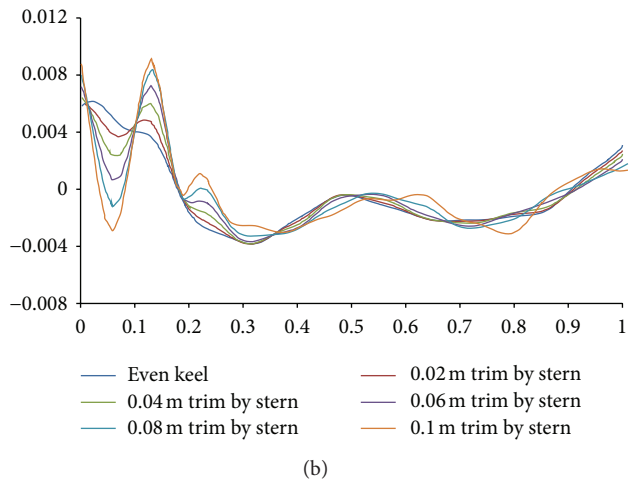 0.012
0.008
0.004
0
−0.004
−0.008
0 0.1 0.2 0.3 0.4 0.5 0.6 0.7 0.8 0.9 1
Even keel 0.02 m trim by stern
0.04 m trim by stern 0.06 m trim by stern
0.08 m trim by stern 0.1 m trim by stern
(b)